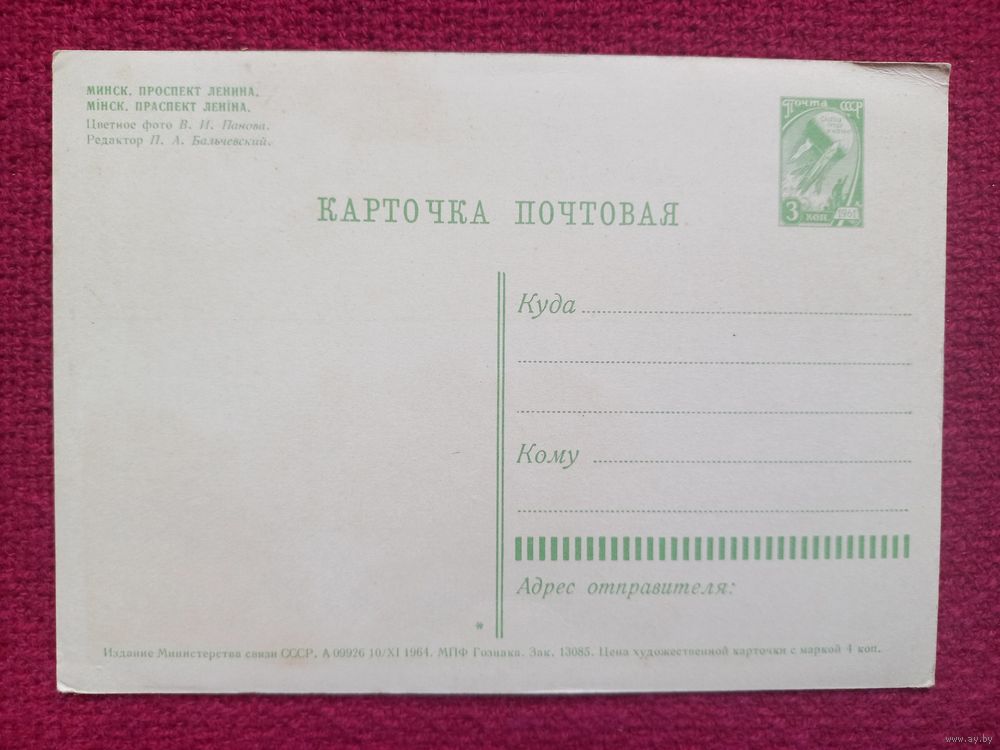 МИНСК. ПРОСПЕКТ ЛЕНИНА.
МІНСК. ПРАСПЕКТ ЛЕНІНА.
Цветное фото В. И. Панова.
Редактор П. А. Бальчевский.
Почта СССР
3 коп
КАРТОЧКА ПОЧТОВАЯ
Куда
Кому
Адрес отправителя:
*
Издание Министерства связи СССР. А 09926 10/XI 1964. МПФ Гознака. Зак. 13085. Цена художественной карточки с маркой 4 коп.
www.ay.by